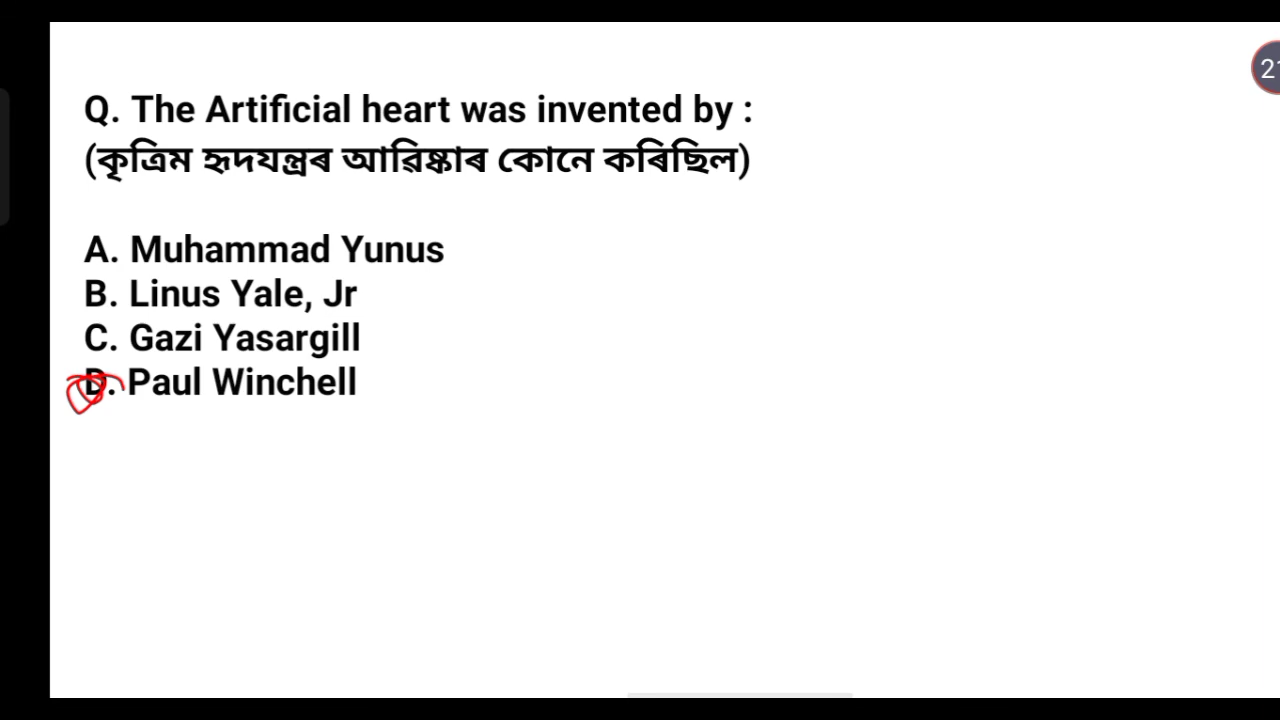 21
Q. The Artificial heart was invented by :
(কৃত্ৰিম হৃদযন্ত্ৰৰ আৱিষ্কাৰ কোনে কৰিছিল)
A. Muhammad Yunus
B. Linus Yale, Jr
C. Gazi Yasargill
D. Paul Winchell